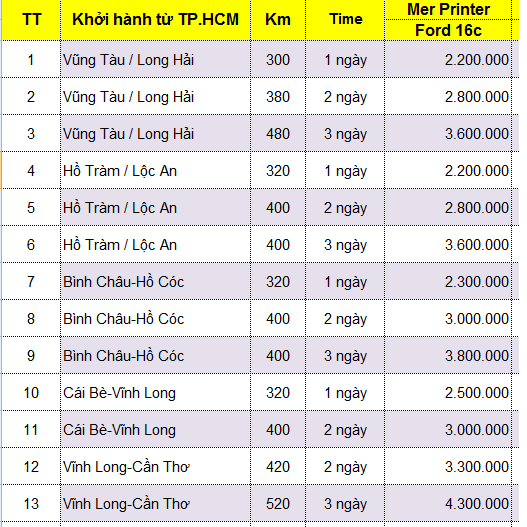 TT Khởi hành từ TP.HCM Km Time Mer Printer
Ford 16c
1 Vũng Tàu / Long Hải 300 1 ngày 2.200.000
2 Vũng Tàu / Long Hải 380 2 ngày 2.800.000
3 Vũng Tàu / Long Hải 480 3 ngày 3.600.000
4 Hồ Tràm / Lộc An 320 1 ngày 2.200.000
5 Hồ Tràm / Lộc An 400 2 ngày 2.800.000
6 Hồ Tràm / Lộc An 400 3 ngày 3.600.000
7 Bình Châu-Hồ Cóc 320 1 ngày 2.300.000
8 Bình Châu-Hồ Cóc 400 2 ngày 3.000.000
9 Bình Châu-Hồ Cóc 400 3 ngày 3.800.000
10 Cái Bè-Vĩnh Long 320 1 ngày 2.500.000
11 Cái Bè-Vĩnh Long 400 2 ngày 3.000.000
12 Vĩnh Long-Cần Thơ 420 2 ngày 3.300.000
13 Vĩnh Long-Cần Thơ 520 3 ngày 4.300.000